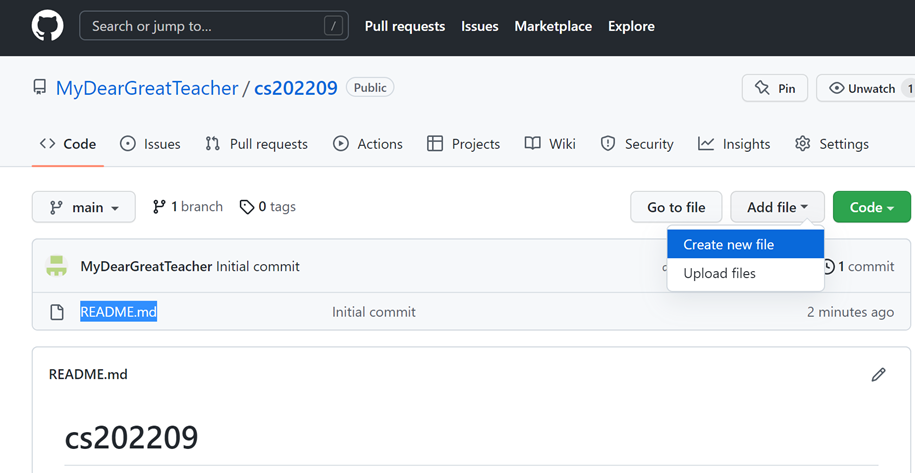 Search or jump to... / Pull requests Issues Marketplace Explore
MyDearGreatTeacher / cs202209 Public Pin Unwatch 1
Code Issues Pull requests Actions Projects Wiki Security Insights Settings
main 1 branch 0 tags Go to file Add file Code
Create new file
MyDearGreatTeacher Initial commit 1 commit
Upload files
README.md Initial commit 2 minutes ago
README.md
cs202209